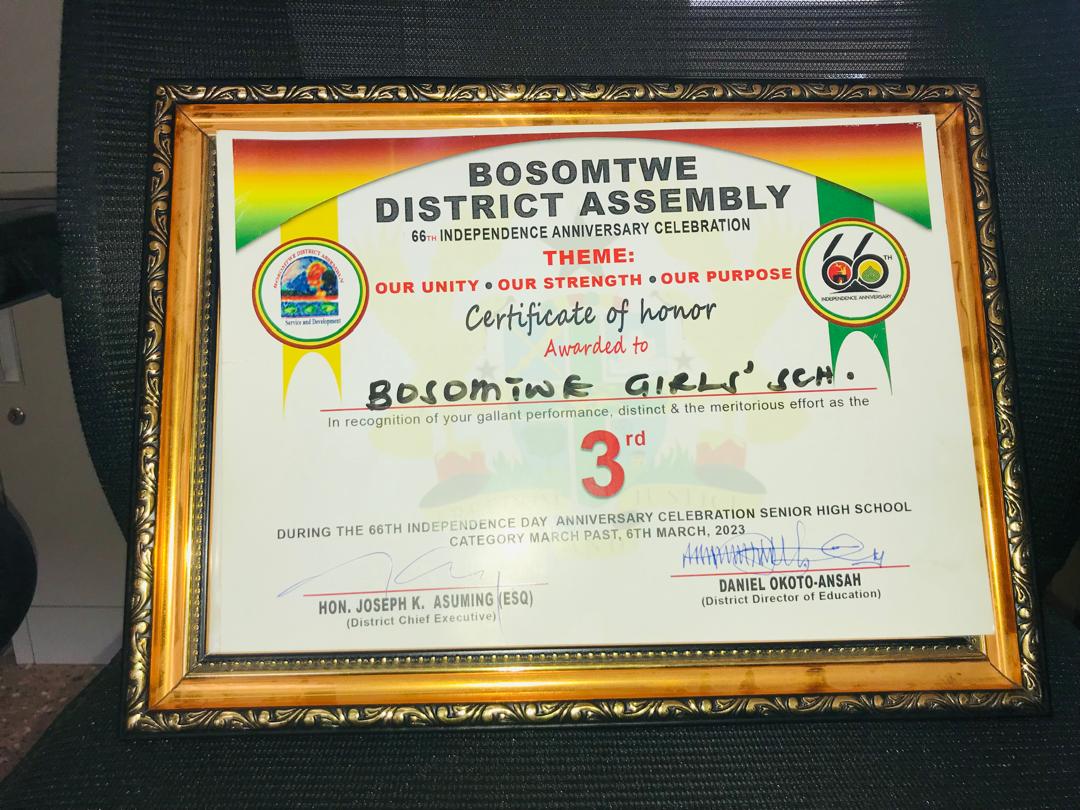 BOSOMTWE
DISTRICT ASSEMBLY
66TH INDEPENDENCE ANNIVERSARY CELEBRATION
THEME:
OUR UNITY • OUR STRENGTH • OUR PURPOSE
Service and Development
66TH
INDEPENDENCE ANNIVERSARY
Certificate of honor
Awarded to
BOSOMTWE GIRLS' SCH.
In recognition of your gallant performance, distinct & the meritorious effort as the
3rd
DURING THE 66TH INDEPENDENCE DAY ANNIVERSARY CELEBRATION SENIOR HIGH SCHOOL
CATEGORY MARCH PAST, 6TH MARCH, 2023
HON. JOSEPH K. ASUMING (ESQ)
(District Chief Executive)
DANIEL OKOTO-ANSAH
(District Director of Education)